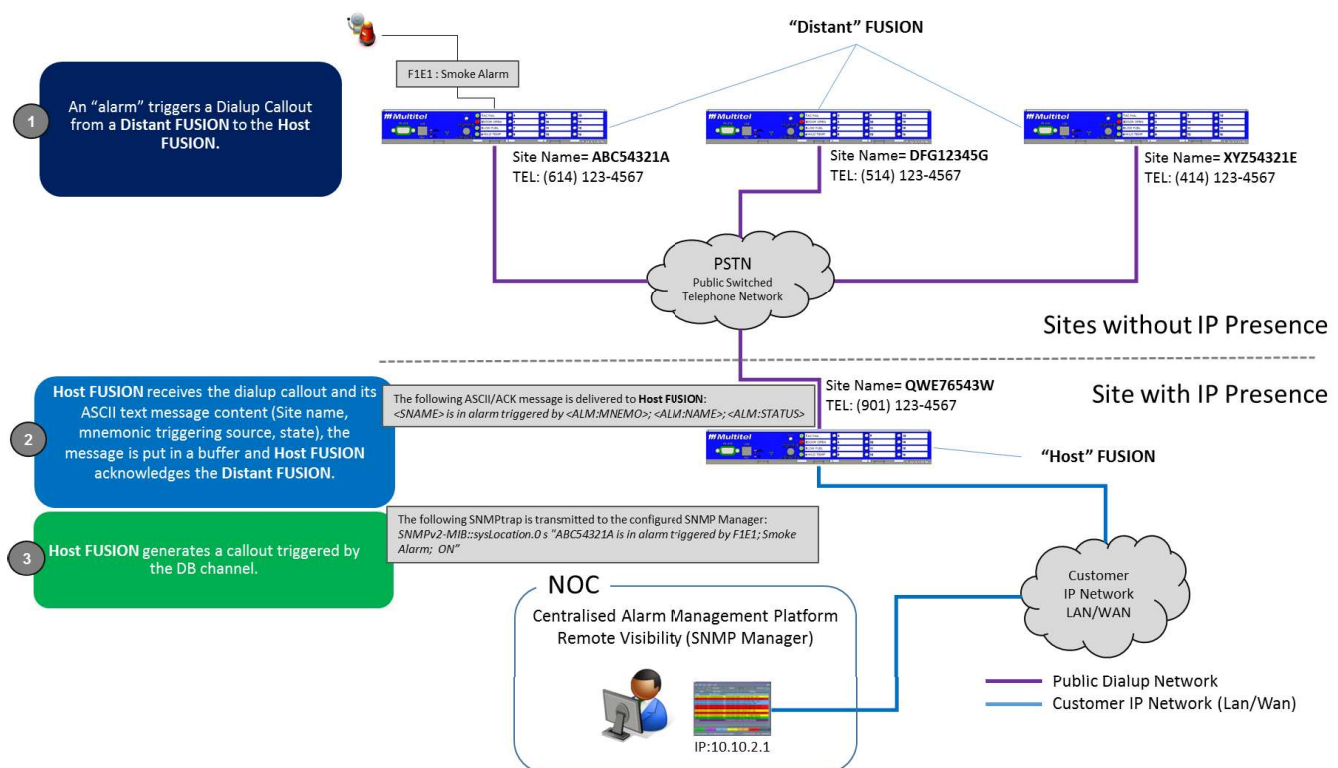 "Distant" FUSION
F1E1 : Smoke Alarm
1
An "alarm" triggers a Dialup Callout
from a Distant FUSION to the Host
FUSION.
Multitel
Multitel
Multitel
Site Name= ABC54321A
TEL: (614) 123-4567
Site Name= DFG12345G
TEL: (514) 123-4567
Site Name= XYZ54321E
TEL: (414) 123-4567
PSTN
Public Switched
Telephone Network
Sites without IP Presence
Site with IP Presence
2
Host FUSION receives the dialup callout and its
ASCII text message content (Site name,
mnemonic triggering source, state), the
message is put in a buffer and Host FUSION
acknowledges the Distant FUSION.
The following ASCII/ACK message is delivered to Host FUSION:
<SNAME> is in alarm triggered by <ALM:MNEMO>; <ALM:NAME>; <ALM:STATUS>
Site Name= QWE76543W
TEL: (901) 123-4567
Multitel
"Host" FUSION
3
Host FUSION generates a callout triggered by
the DB channel.
The following SNMPtrap is transmitted to the configured SNMP Manager:
SNMPv2-MIB::sysLocation.0 s "ABC54321A is in alarm triggered by F1E1; Smoke
Alarm; ON"
NOC
Centralised Alarm Management Platform
Remote Visibility (SNMP Manager)
IP:10.10.2.1
Customer
IP Network
LAN/WAN
Public Dialup Network
Customer IP Network (Lan/Wan)